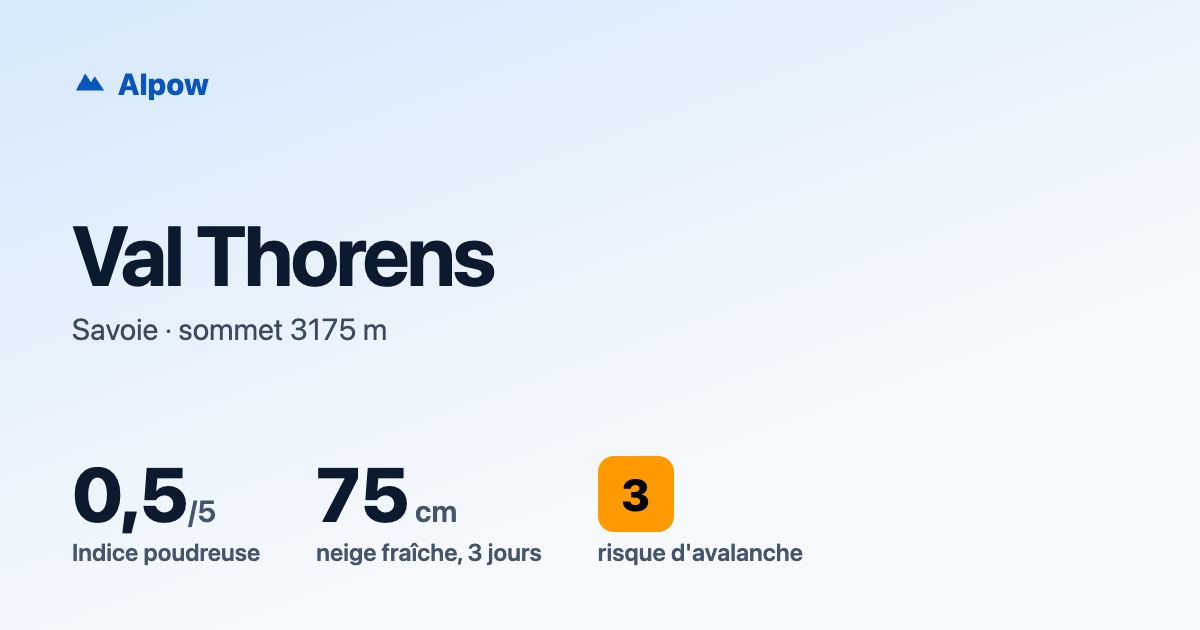 Alpow
Val Thorens
Savoie · sommet 3175 m
0,5/5
Indice poudreuse
75 cm
neige fraîche, 3 jours
3
risque d'avalanche